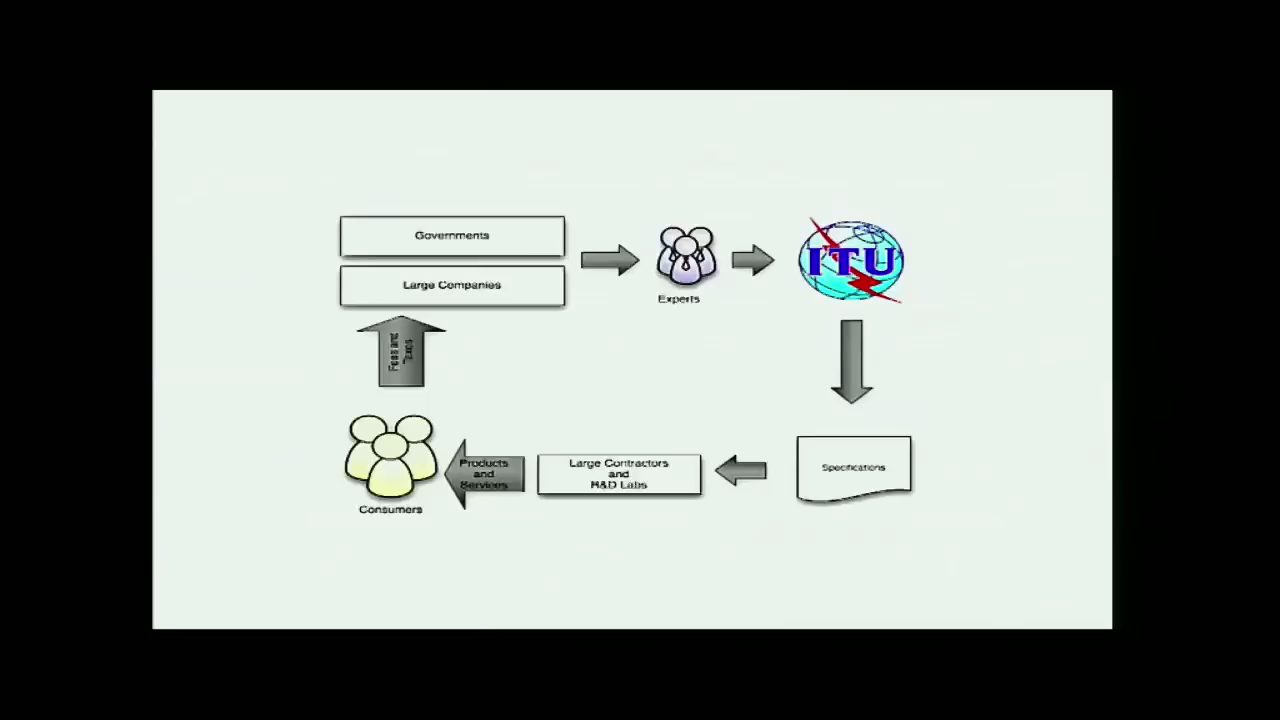 Governments
Large Companies
Experts
ITU
Fees and
Taxes
Specifications
Large Contractors
and
R&D Labs
Products
and
Services
Consumers